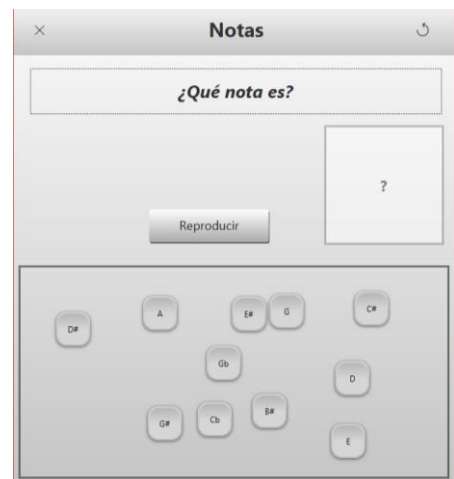 Notas
¿Qué nota es?
?
Reproducir
A
E#
G
C#
D#
Gb
D
G#
Cb
B#
E